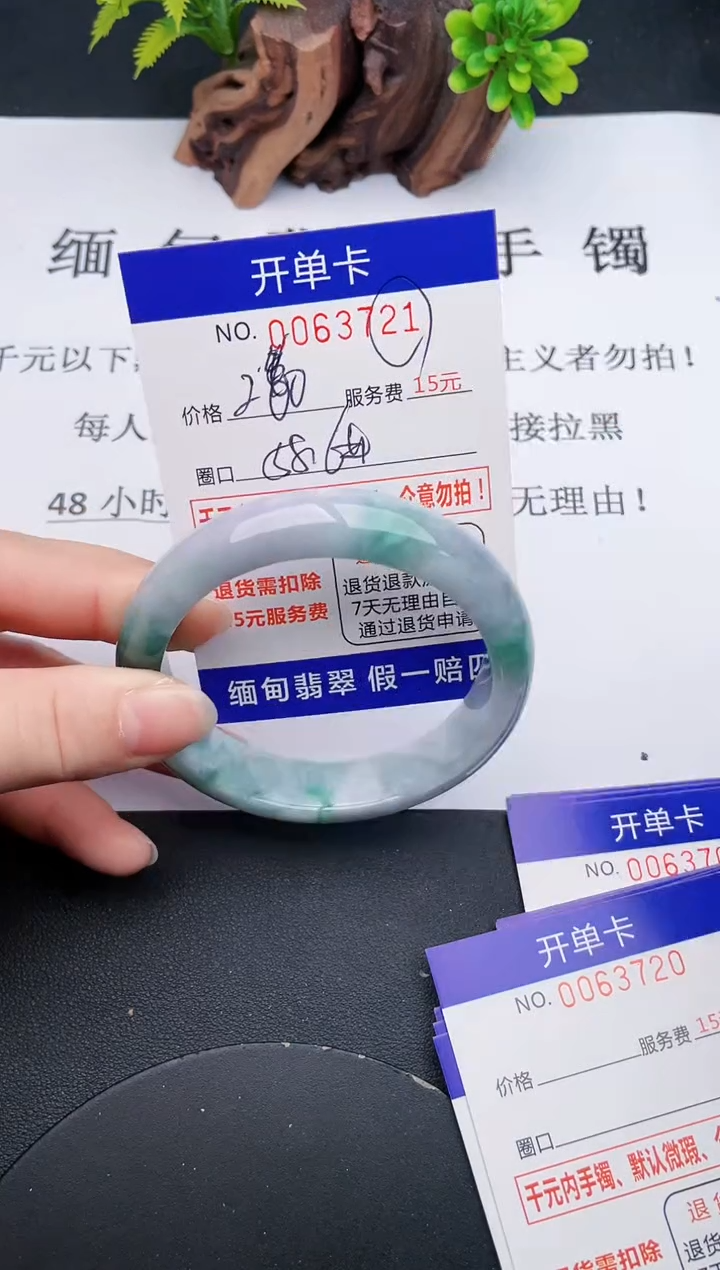 缅 手 镯
开单卡
NO. 0063721
千元以下 主义者勿拍！
价格 服务费 15元
每人 接拉黑
圈口 58.
48 小时 无理由！
介意勿拍！
退货需扣除
5元服务费
退货退款
7天无理由
通过退货申请
缅甸翡翠 假一赔
开单卡
NO. 00637
开单卡
NO. 0063720
价格 服务费 15
圈口
千元内手镯、默认微瑕、
退货需扣除
退货